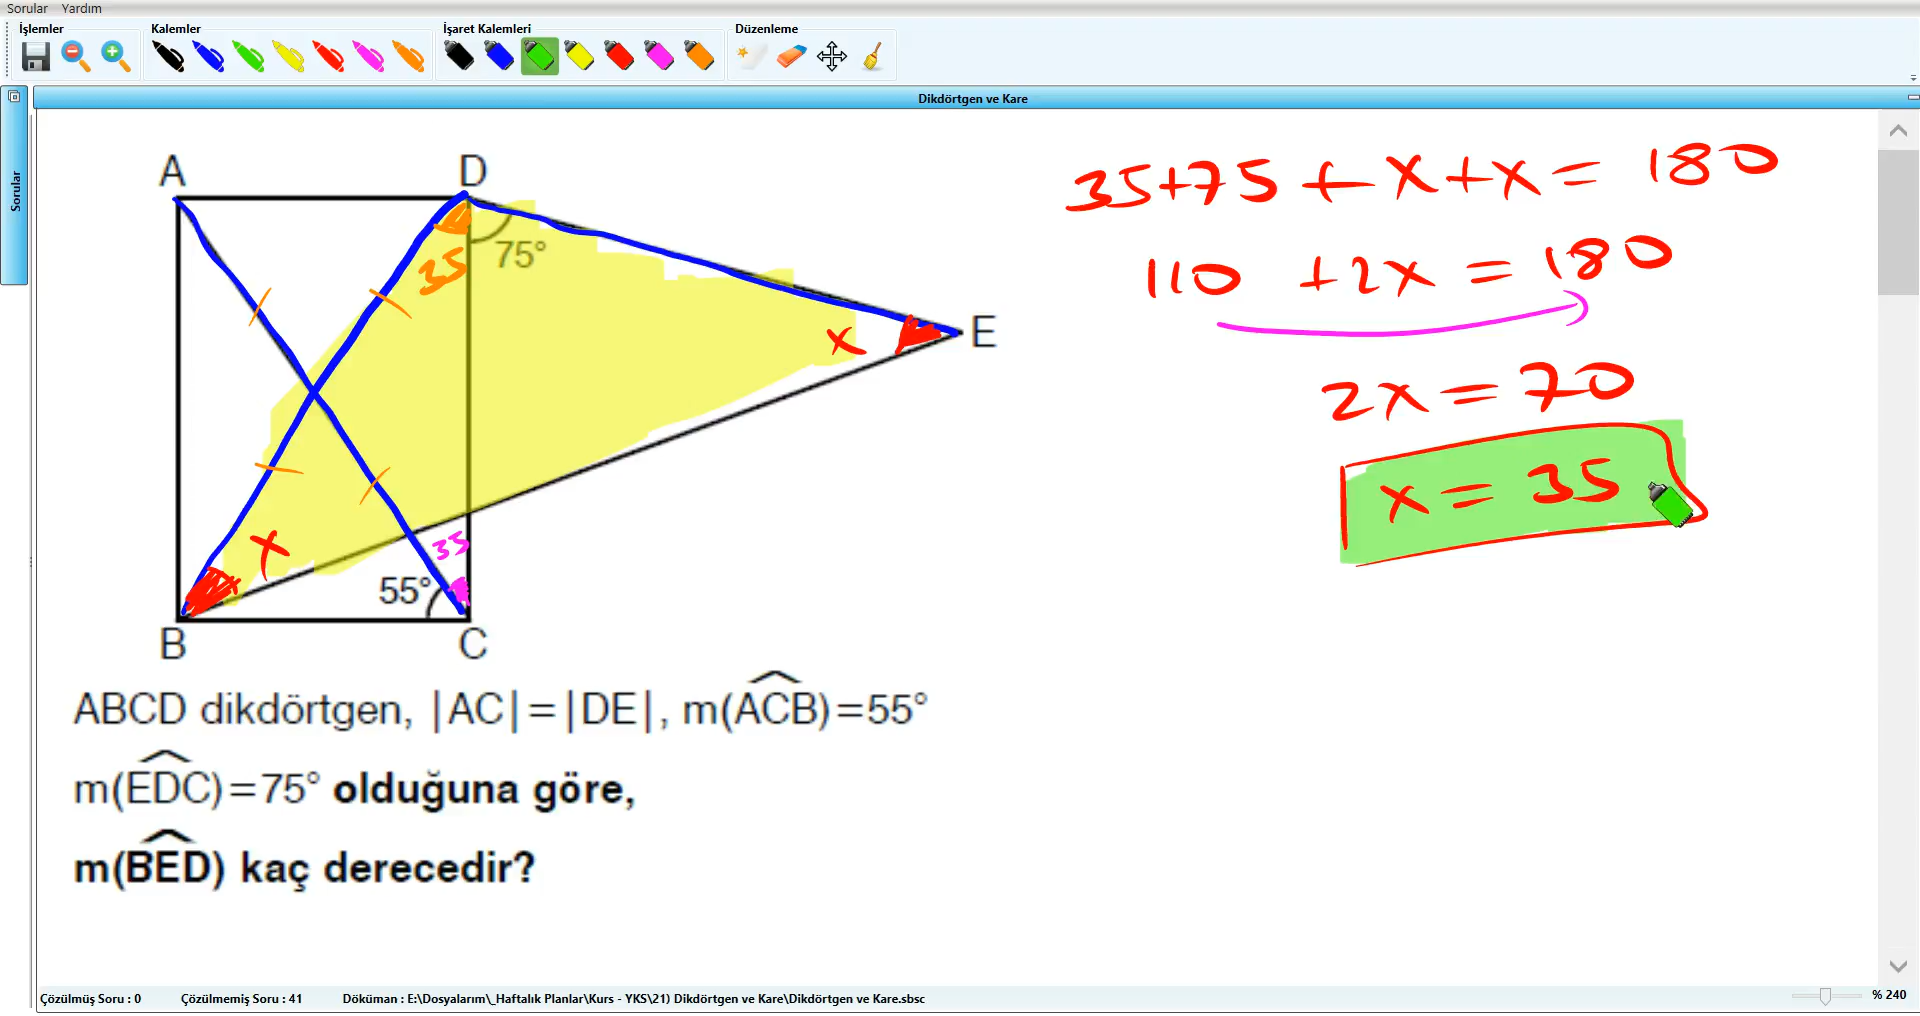 Sorular Yardım
İşlemler Kalemler İşaret Kalemleri Düzenleme
Dikdörtgen ve Kare
Sorular
A D
75°
35
E
x
x
35
55°
B C
35+75 + x+x = 180
110 +2x = 180
2x = 70
x = 35
ABCD dikdörtgen, |AC|=|DE|, m(ACB)=55°
m(EDC)=75° olduğuna göre,
m(BED) kaç derecedir?
Çözülmüş Soru : 0 Çözülmemiş Soru : 41 Döküman : E:\Dosyalarım\_Haftalık Planlar\Kurs - YKS\21) Dikdörtgen ve Kare\Dikdörtgen ve Kare.sbsc % 240